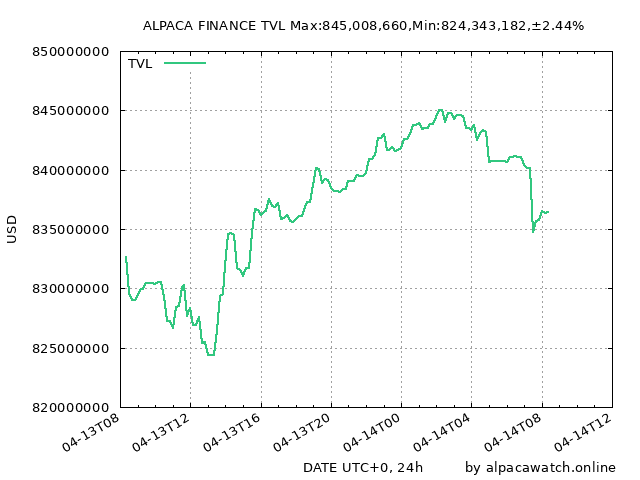 ALPACA FINANCE TVL Max:845,008,660,Min:824,343,182,±2.44%
850000000
TVL
845000000
840000000
USD
835000000
830000000
825000000
820000000
04-13T08
04-13T12
04-13T16
04-13T20
04-14T00
04-14T04
04-14T08
04-14T12
DATE UTC+0, 24h
by alpacawatch.online